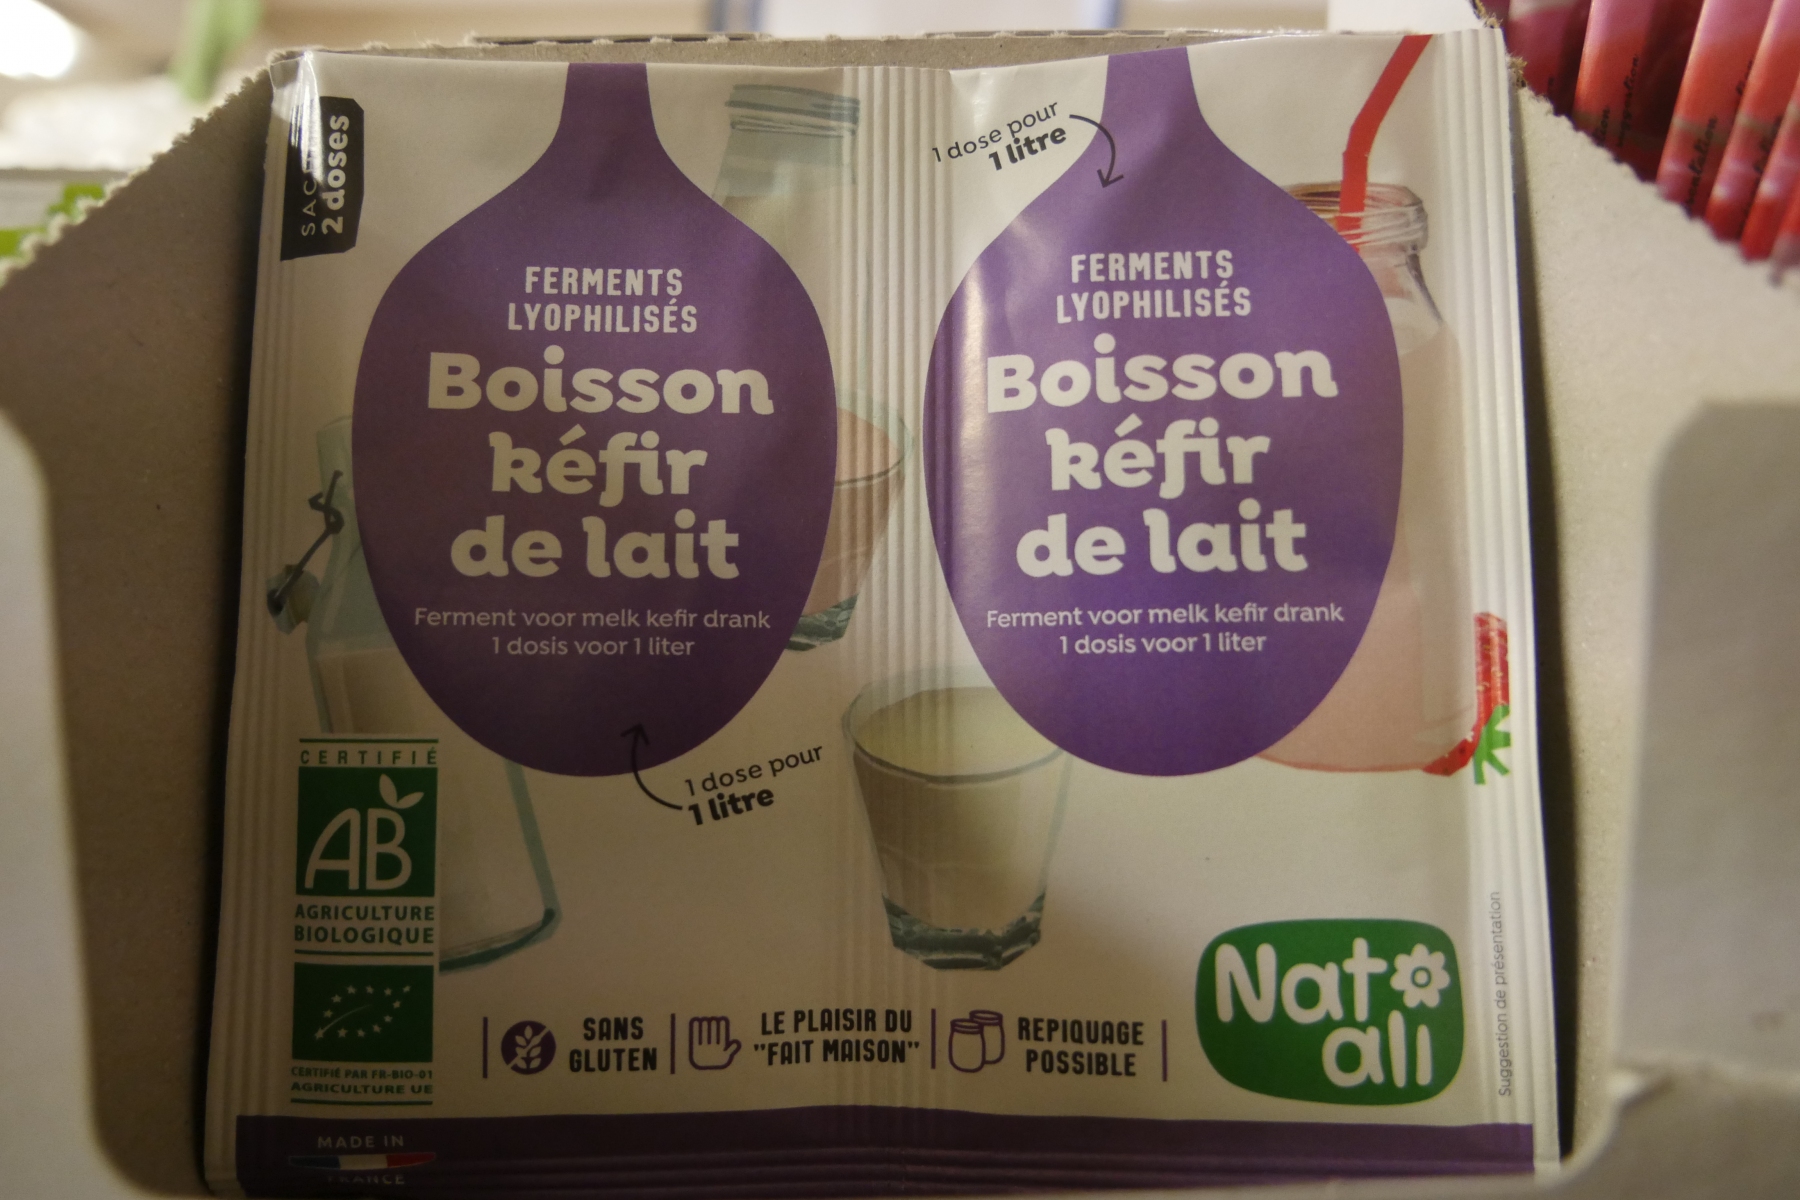 2 doses
FERMENTS
LYOPHILISÉS
Boisson
kéfir
de lait
Ferment voor melk kefir drank
1 dosis voor 1 liter
1 dose pour
1 litre
1 dose pour
1 litre
FERMENTS
LYOPHILISÉS
Boisson
kéfir
de lait
Ferment voor melk kefir drank
1 dosis voor 1 liter
CERTIFIÉ
AB
AGRICULTURE
BIOLOGIQUE
CERTIFIÉ PAR FR-BIO-01
AGRICULTURE UE
SANS
GLUTEN
LE PLAISIR DU
"FAIT MAISON"
REPIQUAGE
POSSIBLE
Nat
ali
Suggestion de présentation
MADE IN
FRANCE